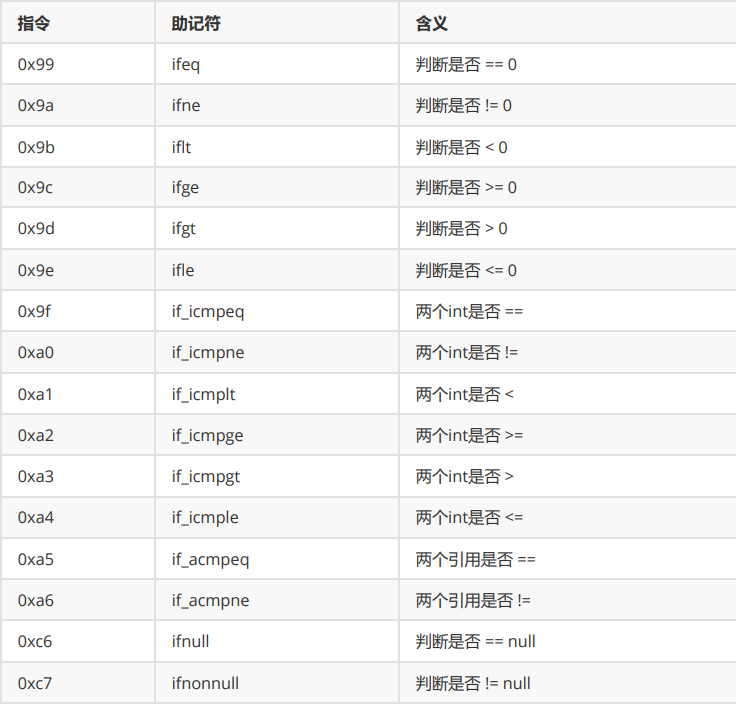 指令 助记符 含义
0x99 ifeq 判断是否 == 0
0x9a ifne 判断是否 != 0
0x9b iflt 判断是否 < 0
0x9c ifge 判断是否 >= 0
0x9d ifgt 判断是否 > 0
0x9e ifle 判断是否 <= 0
0x9f if_icmpeq 两个int是否 ==
0xa0 if_icmpne 两个int是否 !=
0xa1 if_icmplt 两个int是否 <
0xa2 if_icmpge 两个int是否 >=
0xa3 if_icmpgt 两个int是否 >
0xa4 if_icmple 两个int是否 <=
0xa5 if_acmpeq 两个引用是否 ==
0xa6 if_acmpne 两个引用是否 !=
0xc6 ifnull 判断是否 == null
0xc7 ifnonnull 判断是否 != null